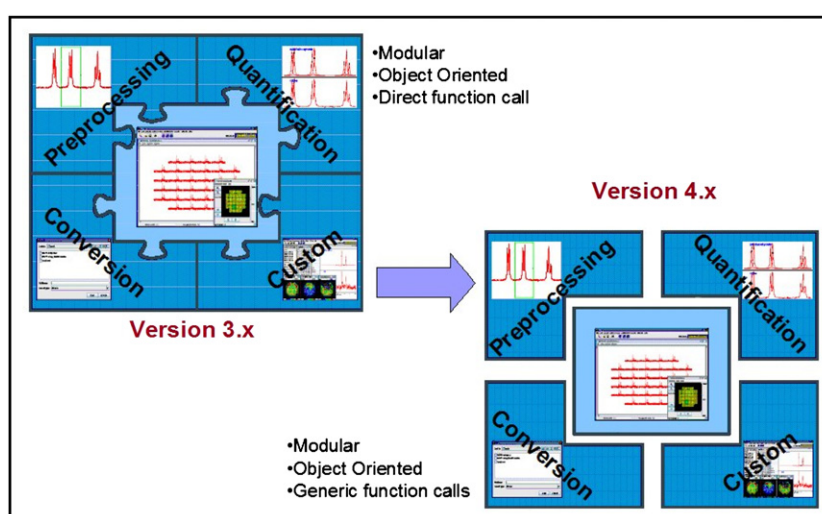 Preprocessing
Quantification
•Modular
•Object Oriented
•Direct function call
Conversion
Custom
Version 3.x
Version 4.x
Preprocessing
Quantification
•Modular
•Object Oriented
•Generic function calls
Conversion
Custom